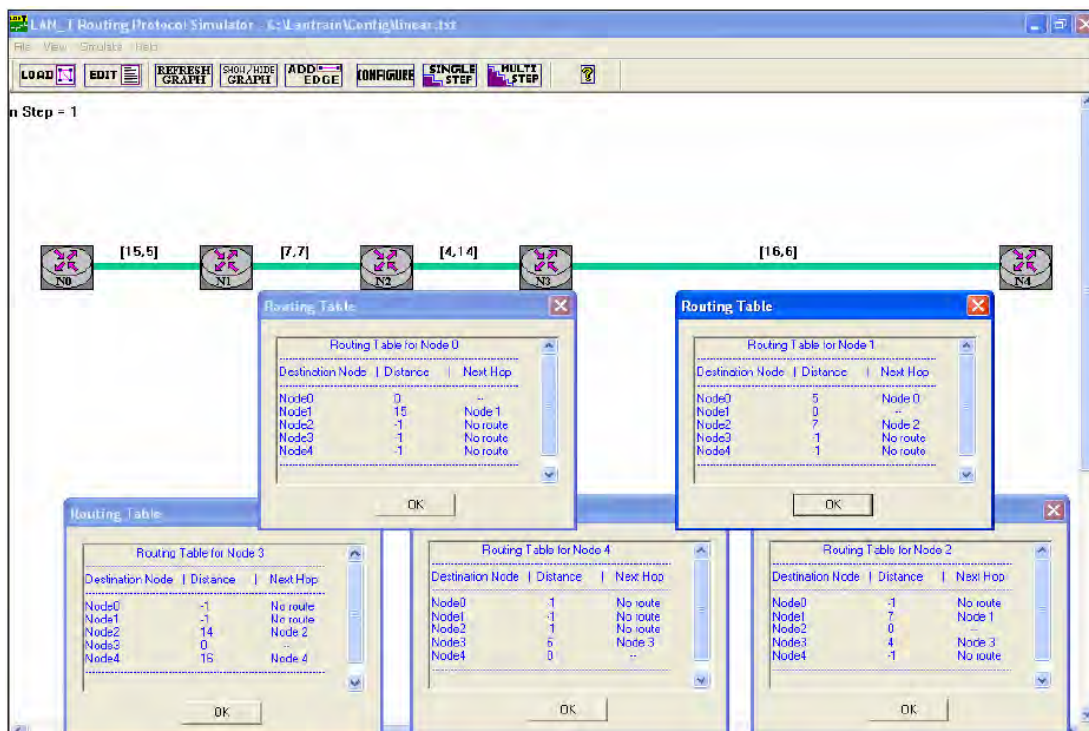 LAN_T Routing Protocol Simulator - C:\Lantrain\Config\linear.txt
File View Simulate Help
LOAD EDIT REFRESH GRAPH SHOW/HIDE GRAPH ADD EDGE CONFIGURE SINGLE STEP MULTI STEP ?
n Step = 1
[15,5] [7,7] [4,14] [16,6]
N0 N1 N2 N3 N4
Routing Table
Routing Table for Node 0
Destination Node | Distance | Next Hop
Node0 0 --
Node1 15 Node 1
Node2 -1 No route
Node3 -1 No route
Node4 -1 No route
OK
Routing Table
Routing Table for Node 1
Destination Node | Distance | Next Hop
Node0 5 Node 0
Node1 0 --
Node2 7 Node 2
Node3 -1 No route
Node4 -1 No route
OK
Routing Table
Routing Table for Node 3
Destination Node | Distance | Next Hop
Node0 -1 No route
Node1 -1 No route
Node2 14 Node 2
Node3 0 --
Node4 16 Node 4
OK
Routing Table for Node 4
Destination Node | Distance | Next Hop
Node0 -1 No route
Node1 -1 No route
Node2 -1 No route
Node3 6 Node 3
Node4 0 --
OK
Routing Table for Node 2
Destination Node | Distance | Next Hop
Node0 -1 No route
Node1 7 Node 1
Node2 0 --
Node3 4 Node 3
Node4 -1 No route
OK